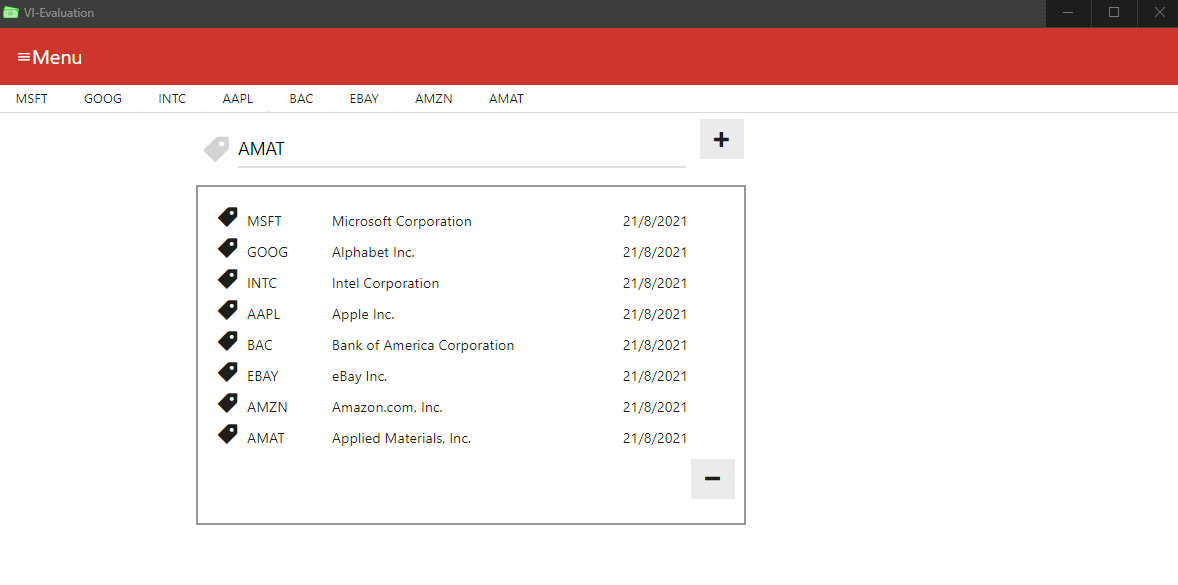 VI-Evaluation
Menu
MSFT GOOG INTC AAPL BAC EBAY AMZN AMAT
AMAT
MSFT Microsoft Corporation 21/8/2021
GOOG Alphabet Inc. 21/8/2021
INTC Intel Corporation 21/8/2021
AAPL Apple Inc. 21/8/2021
BAC Bank of America Corporation 21/8/2021
EBAY eBay Inc. 21/8/2021
AMZN Amazon.com, Inc. 21/8/2021
AMAT Applied Materials, Inc. 21/8/2021